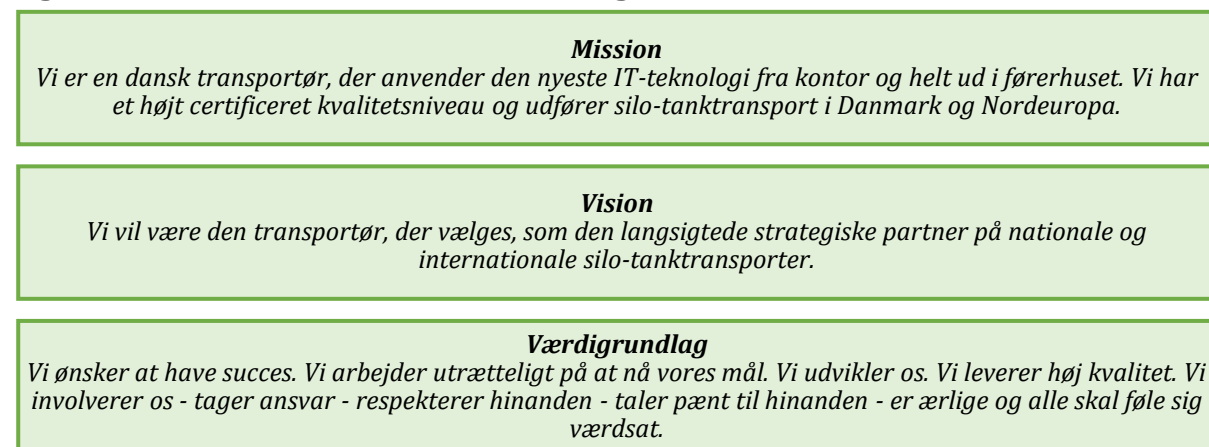 Mission
Vi er en dansk transportør, der anvender den nyeste IT-teknologi fra kontor og helt ud i førerhuset. Vi har
et højt certificeret kvalitetsniveau og udfører silo-tanktransport i Danmark og Nordeuropa.
Vision
Vi vil være den transportør, der vælges, som den langsigtede strategiske partner på nationale og
internationale silo-tanktransporter.
Værdigrundlag
Vi ønsker at have succes. Vi arbejder utrætteligt på at nå vores mål. Vi udvikler os. Vi leverer høj kvalitet. Vi
involverer os - tager ansvar - respekterer hinanden - taler pænt til hinanden - er ærlige og alle skal føle sig
værdsat.